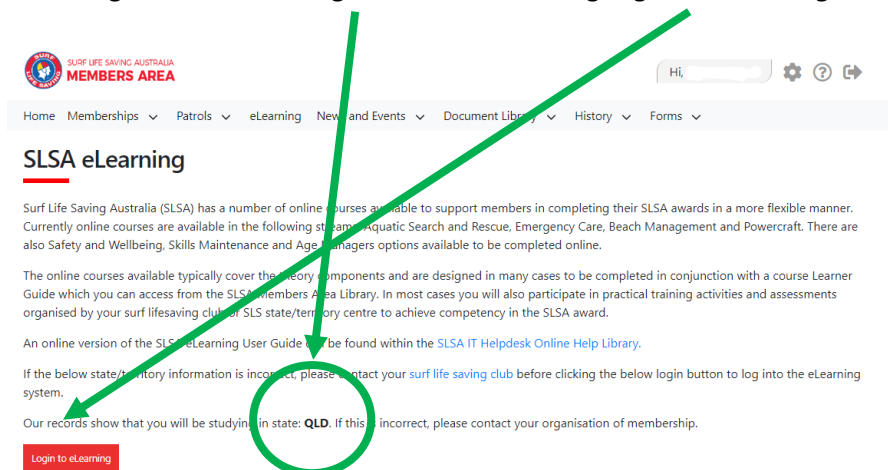 SURF LIFE SAVING AUSTRALIA
MEMBERS AREA
Hi,
Home Memberships Patrols eLearning News and Events Document Library History Forms
SLSA eLearning
Surf Life Saving Australia (SLSA) has a number of online courses available to support members in completing their SLSA awards in a more flexible manner.
Currently online courses are available in the following streams: Aquatic Search and Rescue, Emergency Care, Beach Management and Powercraft. There are
also Safety and Wellbeing, Skills Maintenance and Age Managers options available to be completed online.
The online courses available typically cover the theory components and are designed in many cases to be completed in conjunction with a course Learner
Guide which you can access from the SLSA Members Area Library. In most cases you will also participate in practical training activities and assessments
organised by your surf lifesaving club or SLS state/territory centre to achieve competency in the SLSA award.
An online version of the SLSA eLearning User Guide can be found within the SLSA IT Helpdesk Online Help Library.
If the below state/territory information is incorrect, please contact your surf life saving club before clicking the below login button to log into the eLearning
system.
Our records show that you will be studying in state: QLD. If this is incorrect, please contact your organisation of membership.
Login to eLearning